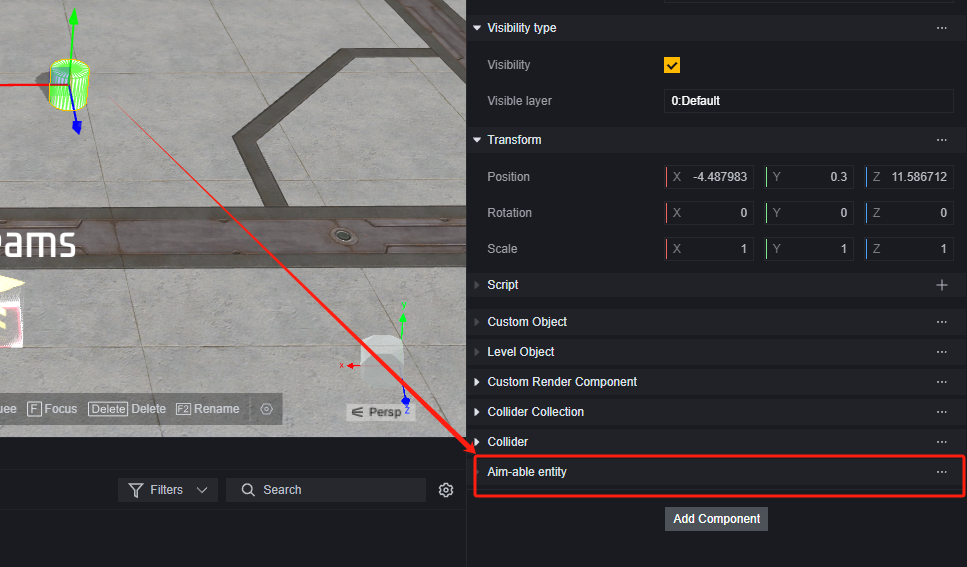 Visibility type
Visibility
Visible layer
0:Default
Transform
Position X -4.487983 Y 0.3 Z 11.586712
Rotation X 0 Y 0 Z 0
Scale X 1 Y 1 Z 1
Script
Custom Object
Level Object
Custom Render Component
Collider Collection
Collider
Aim-able entity
Add Component
eams
Y
X
Z
Persp
uee F Focus Delete Delete F2 Rename
Filters
Search